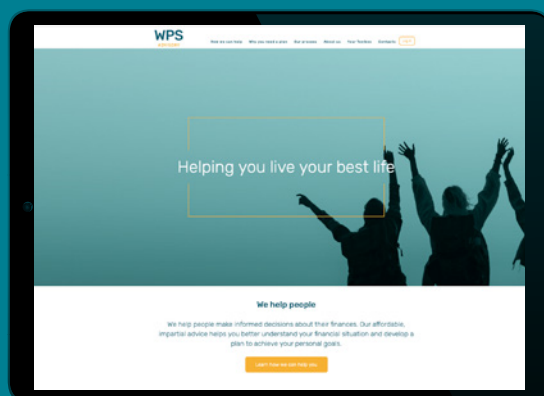 WPS
ADVISORY
How we can help Why you need a plan Our process About us Your Toolbox Contacts
Helping you live your best life
We help people
We help people make informed decisions about their finances. Our affordable,
impartial advice helps you better understand your financial situation and develop a
plan to achieve your personal goals.
Learn how we can help you